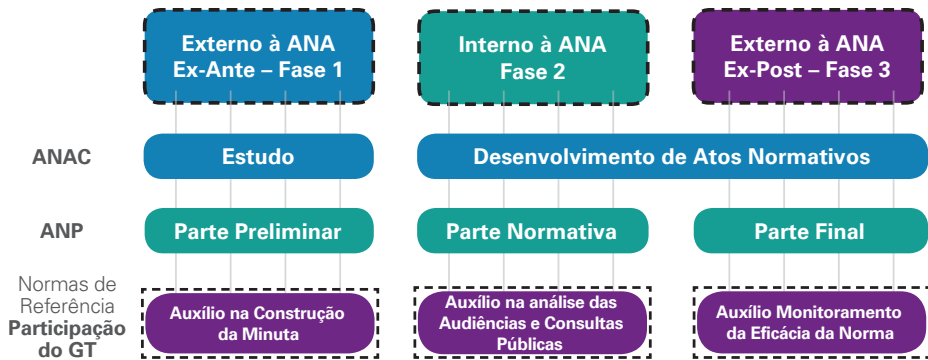 Externo à ANA
Ex-Ante – Fase 1
Interno à ANA
Fase 2
Externo à ANA
Ex-Post – Fase 3
ANAC
Estudo
Desenvolvimento de Atos Normativos
ANP
Parte Preliminar
Parte Normativa
Parte Final
Normas de
Referência
Participação
do GT
Auxílio na Construção
da Minuta
Auxílio na análise das
Audiências e Consultas
Públicas
Auxílio Monitoramento
da Eficácia da Norma